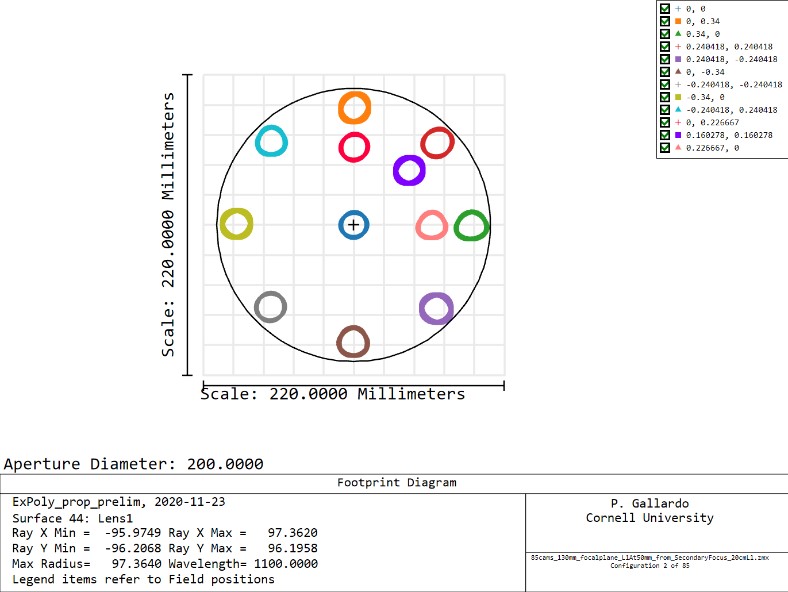 0, 0
0, 0.34
0.34, 0
0.240418, 0.240418
0.240418, -0.240418
0, -0.34
-0.240418, -0.240418
-0.34, 0
-0.240418, 0.240418
0, 0.226667
0.160278, 0.160278
0.226667, 0
Scale: 220.0000 Millimeters
Scale: 220.0000 Millimeters
Aperture Diameter: 200.0000
Footprint Diagram
ExPoly_prop_prelim, 2020-11-23
Surface 44: Lens1
Ray X Min = -95.9749 Ray X Max = 97.3620
Ray Y Min = -96.2068 Ray Y Max = 96.1958
Max Radius= 97.3640 Wavelength= 1100.0000
Legend items refer to Field positions
P. Gallardo
Cornell University
85cams_130mm_focalplane_L1At50mm_from_SecondaryFocus_20cmL1.zmx
Configuration 2 of 85